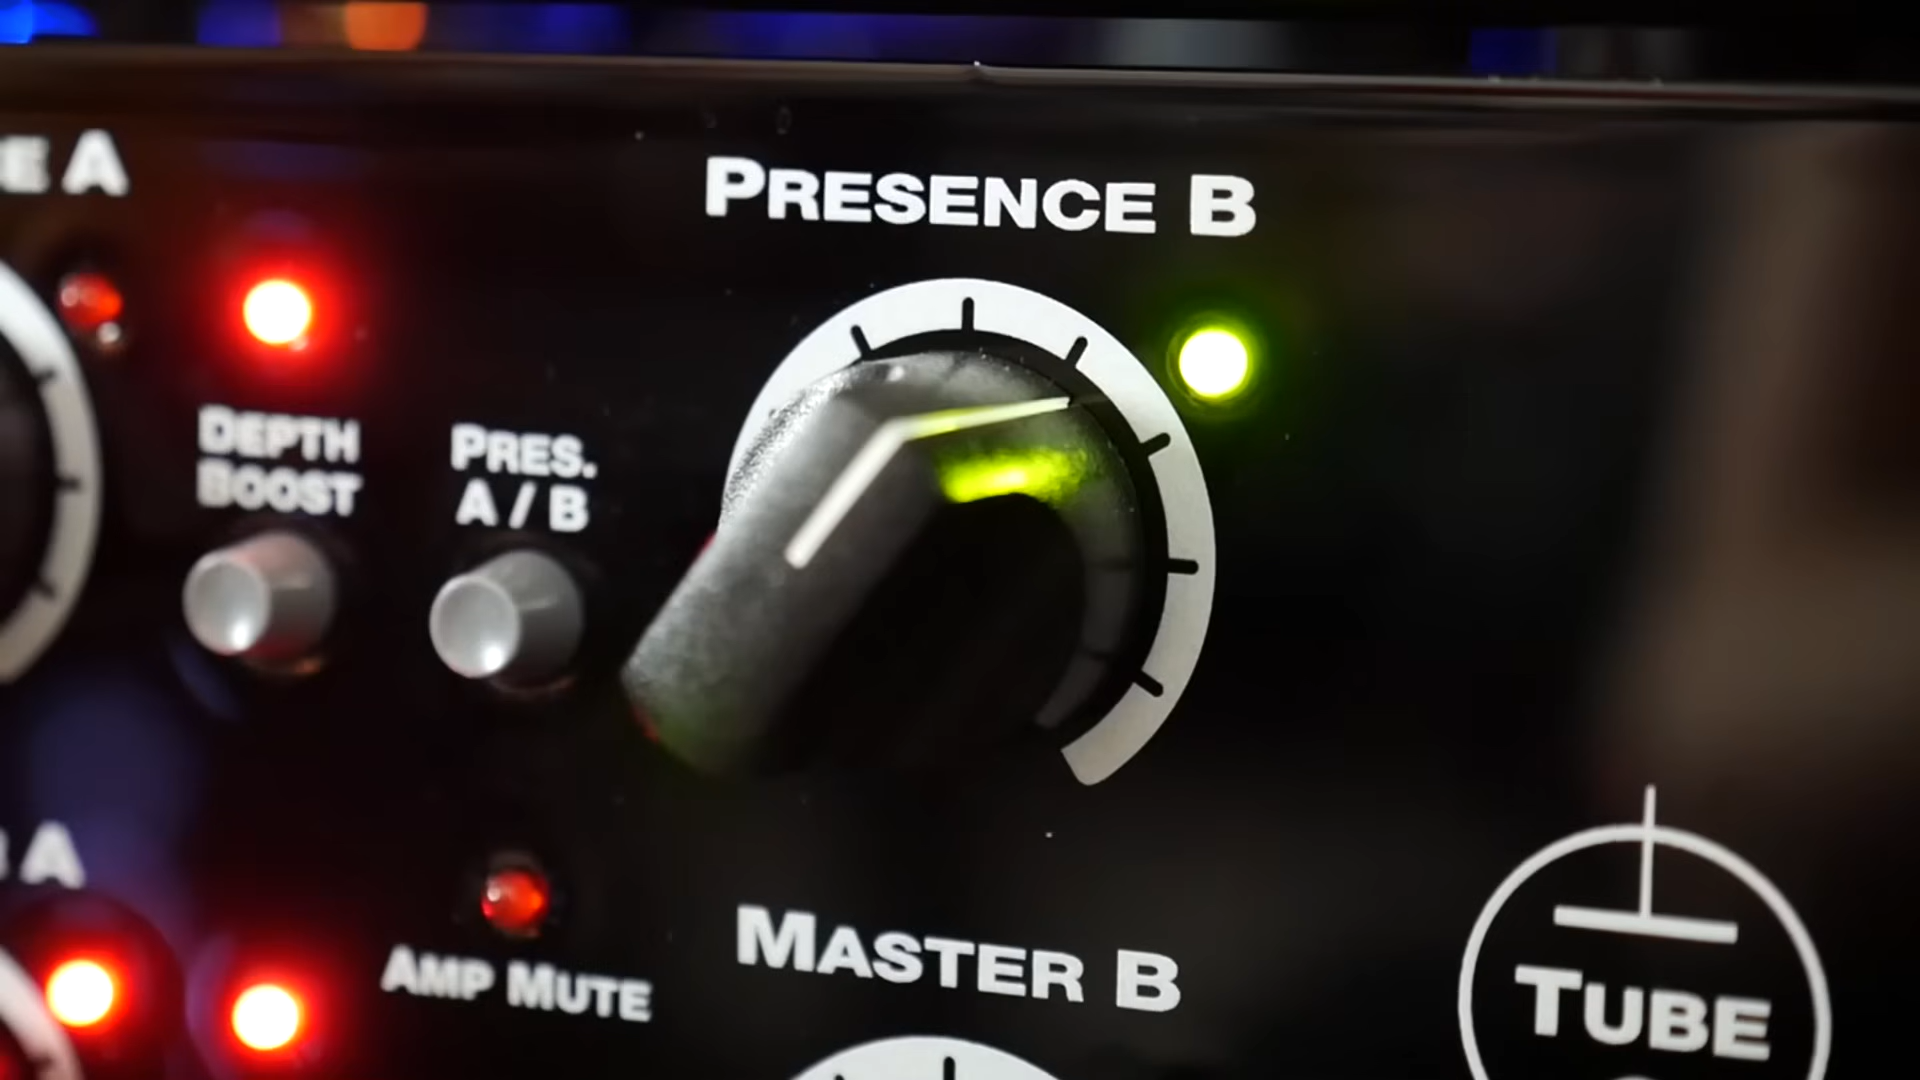 A
PRESENCE B
DEPTH
BOOST
PRES.
A / B
A
AMP MUTE
MASTER B
TUBE